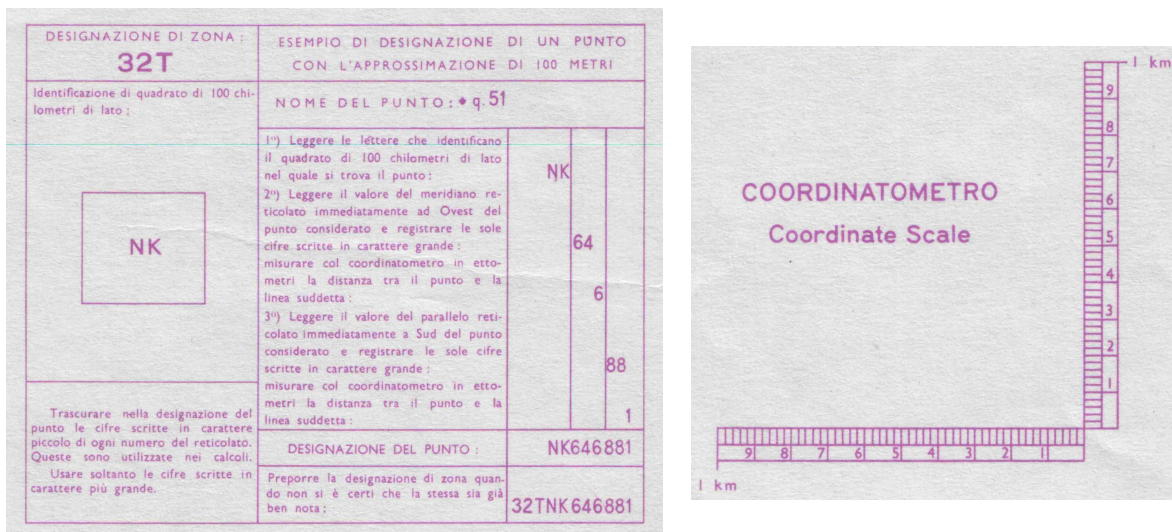 DESIGNAZIONE DI ZONA :
32T
Identificazione di quadrato di 100 chi-
lometri di lato :
NK
Trascurare nella designazione del
punto le cifre scritte in carattere
piccolo di ogni numero del reticolato.
Queste sono utilizzate nei calcoli.
Usare soltanto le cifre scritte in
carattere più grande.
ESEMPIO DI DESIGNAZIONE DI UN PUNTO
CON L'APPROSSIMAZIONE DI 100 METRI
NOME DEL PUNTO: q. 51
1°) Leggere le lettere che identificano
il quadrato di 100 chilometri di lato
nel quale si trova il punto :
NK
2°) Leggere il valore del meridiano re-
ticolato immediatamente ad Ovest del
punto considerato e registrare le sole
cifre scritte in carattere grande :
64
misurare col coordinatometro in etto-
metri la distanza tra il punto e la
linea suddetta :
6
3°) Leggere il valore del parallelo reti-
colato immediatamente a Sud del punto
considerato e registrare le sole cifre
scritte in carattere grande :
88
misurare col coordinatometro in etto-
metri la distanza tra il punto e la
linea suddetta :
1
DESIGNAZIONE DEL PUNTO :
NK646881
Preporre la designazione di zona quan-
do non si è certi che la stessa sia già
ben nota :
32TNK646881
1 km
9
8
7
6
5
4
3
2
1
COORDINATOMETRO
Coordinate Scale
9 8 7 6 5 4 3 2 1
1 km